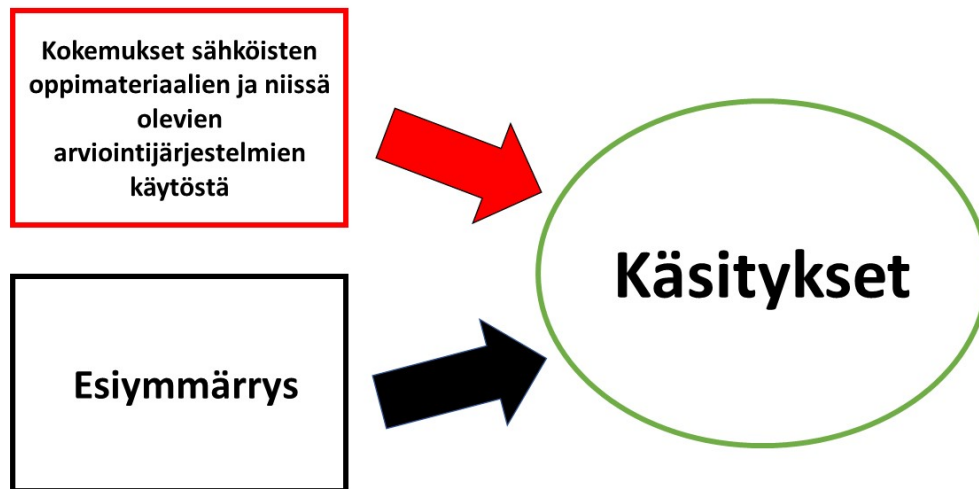 Kokemukset sähköisten
oppimateriaalien ja niissä
olevien
arviointijärjestelmien
käytöstä
Esiymmärrys
Käsitykset